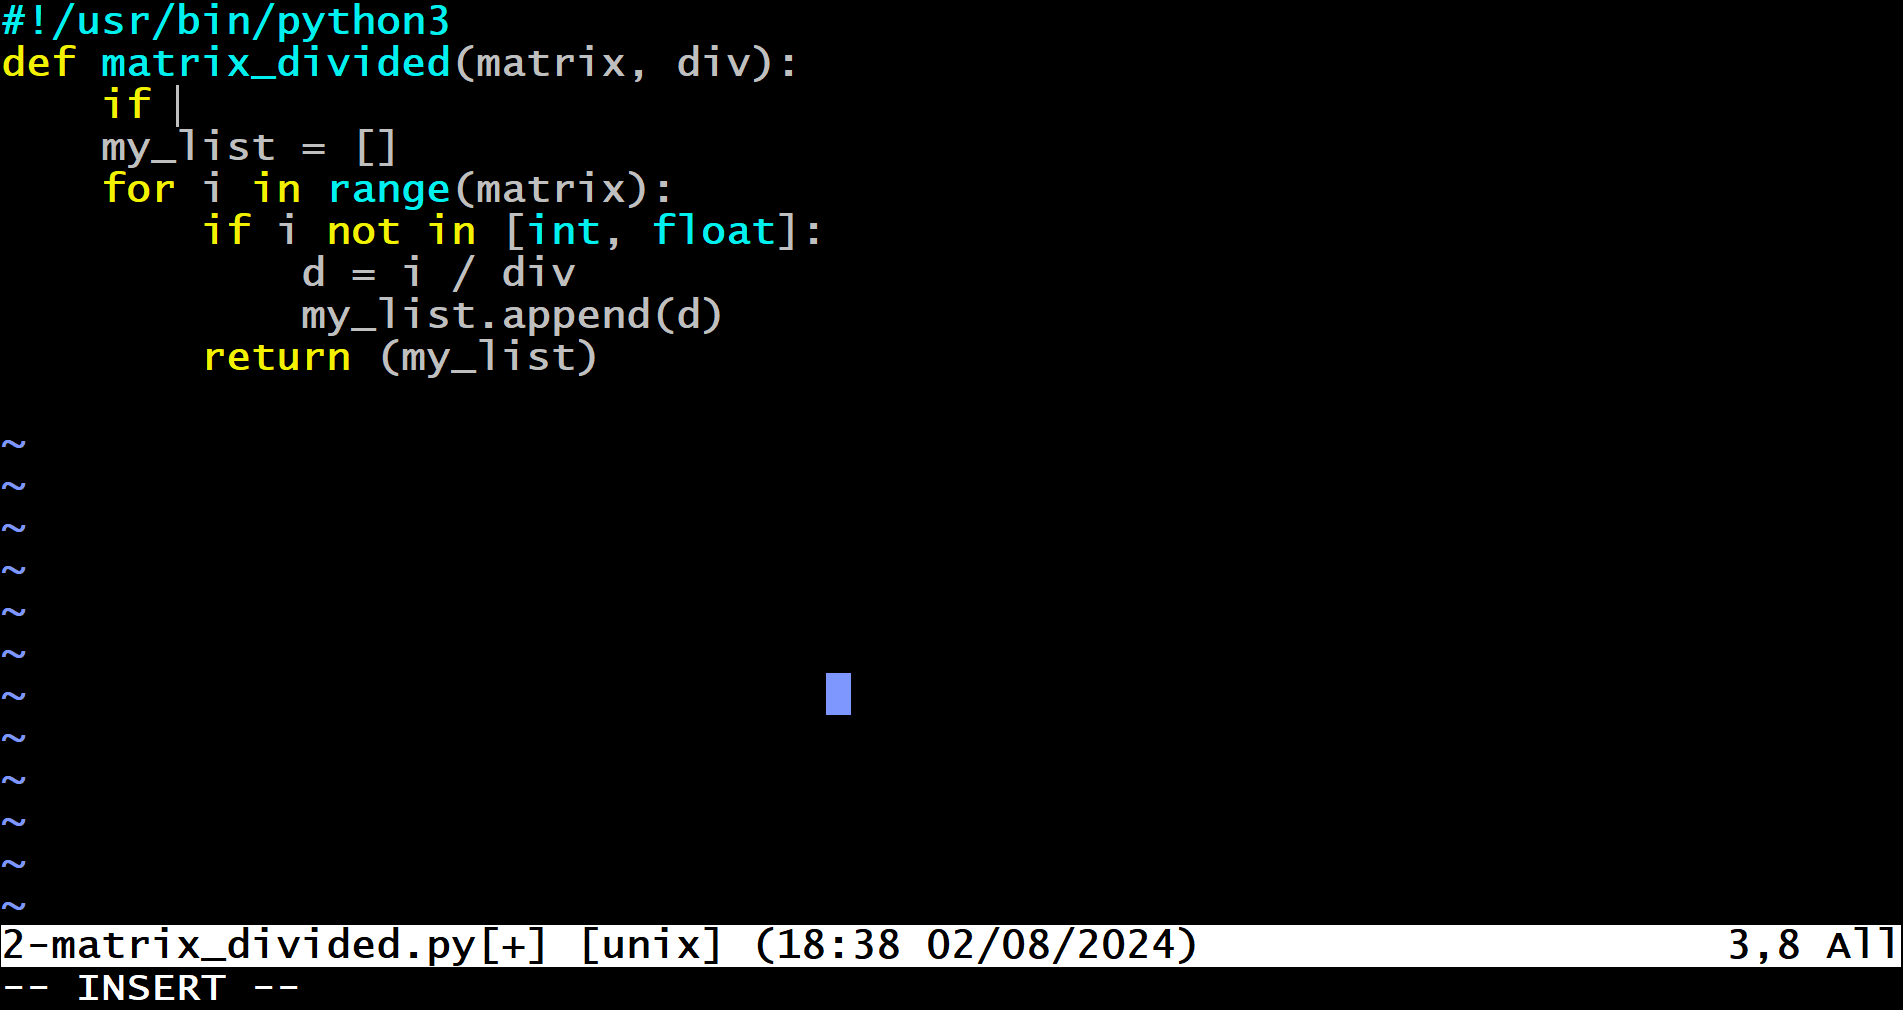 #!/usr/bin/python3
def matrix_divided(matrix, div):
    if
    my_list = []
    for i in range(matrix):
        if i not in [int, float]:
            d = i / div
            my_list.append(d)
        return (my_list)
~
~
~
~
~
~
~
~
~
~
~
~
2-matrix_divided.py[+] [unix] (18:38 02/08/2024) 3,8 All
-- INSERT --